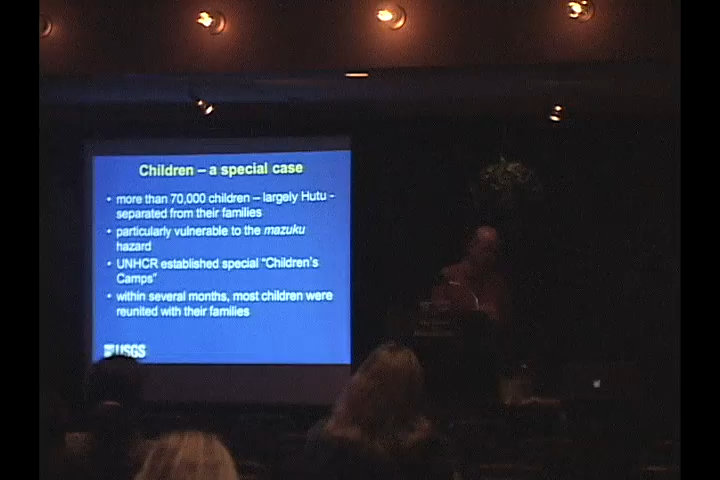 Children – a special case
• more than 70,000 children – largely Hutu -
separated from their families
• particularly vulnerable to the mazuku
hazard
• UNHCR established special "Children's
Camps"
• within several months, most children were
reunited with their families
USGS